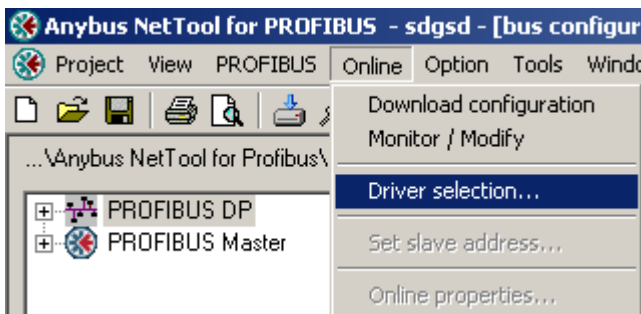 Anybus NetTool for PROFIBUS - sdgsd - [bus configur
Project View PROFIBUS Online Option Tools Windo
Download configuration
Monitor / Modify
...\Anybus NetTool for Profibus\
Driver selection...
PROFIBUS DP
PROFIBUS Master
Set slave address...
Online properties...